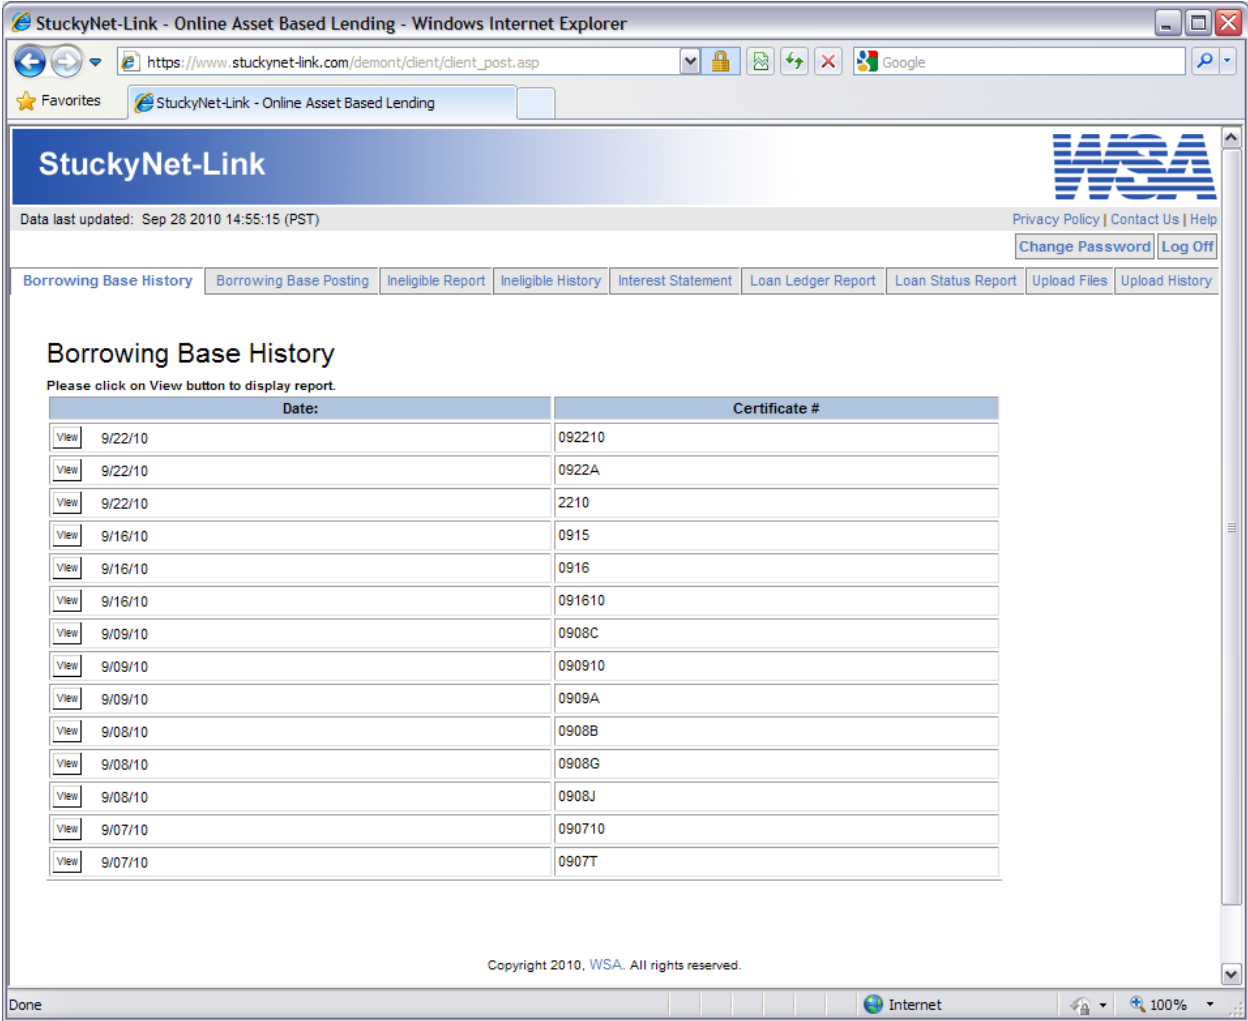 StuckyNet-Link - Online Asset Based Lending - Windows Internet Explorer
https://www.stuckynet-link.com/demont/client/client_post.asp
Google
Favorites
StuckyNet-Link - Online Asset Based Lending
StuckyNet-Link
WSA
Data last updated: Sep 28 2010 14:55:15 (PST)
Privacy Policy | Contact Us | Help
Change Password Log Off
Borrowing Base History Borrowing Base Posting Ineligible Report Ineligible History Interest Statement Loan Ledger Report Loan Status Report Upload Files Upload History
Borrowing Base History
Please click on View button to display report.
Date: Certificate #
View 9/22/10 092210
View 9/22/10 0922A
View 9/22/10 2210
View 9/16/10 0915
View 9/16/10 0916
View 9/16/10 091610
View 9/09/10 0908C
View 9/09/10 090910
View 9/09/10 0909A
View 9/08/10 0908B
View 9/08/10 0908G
View 9/08/10 0908J
View 9/07/10 090710
View 9/07/10 0907T
Copyright 2010, WSA. All rights reserved.
Done Internet 100%